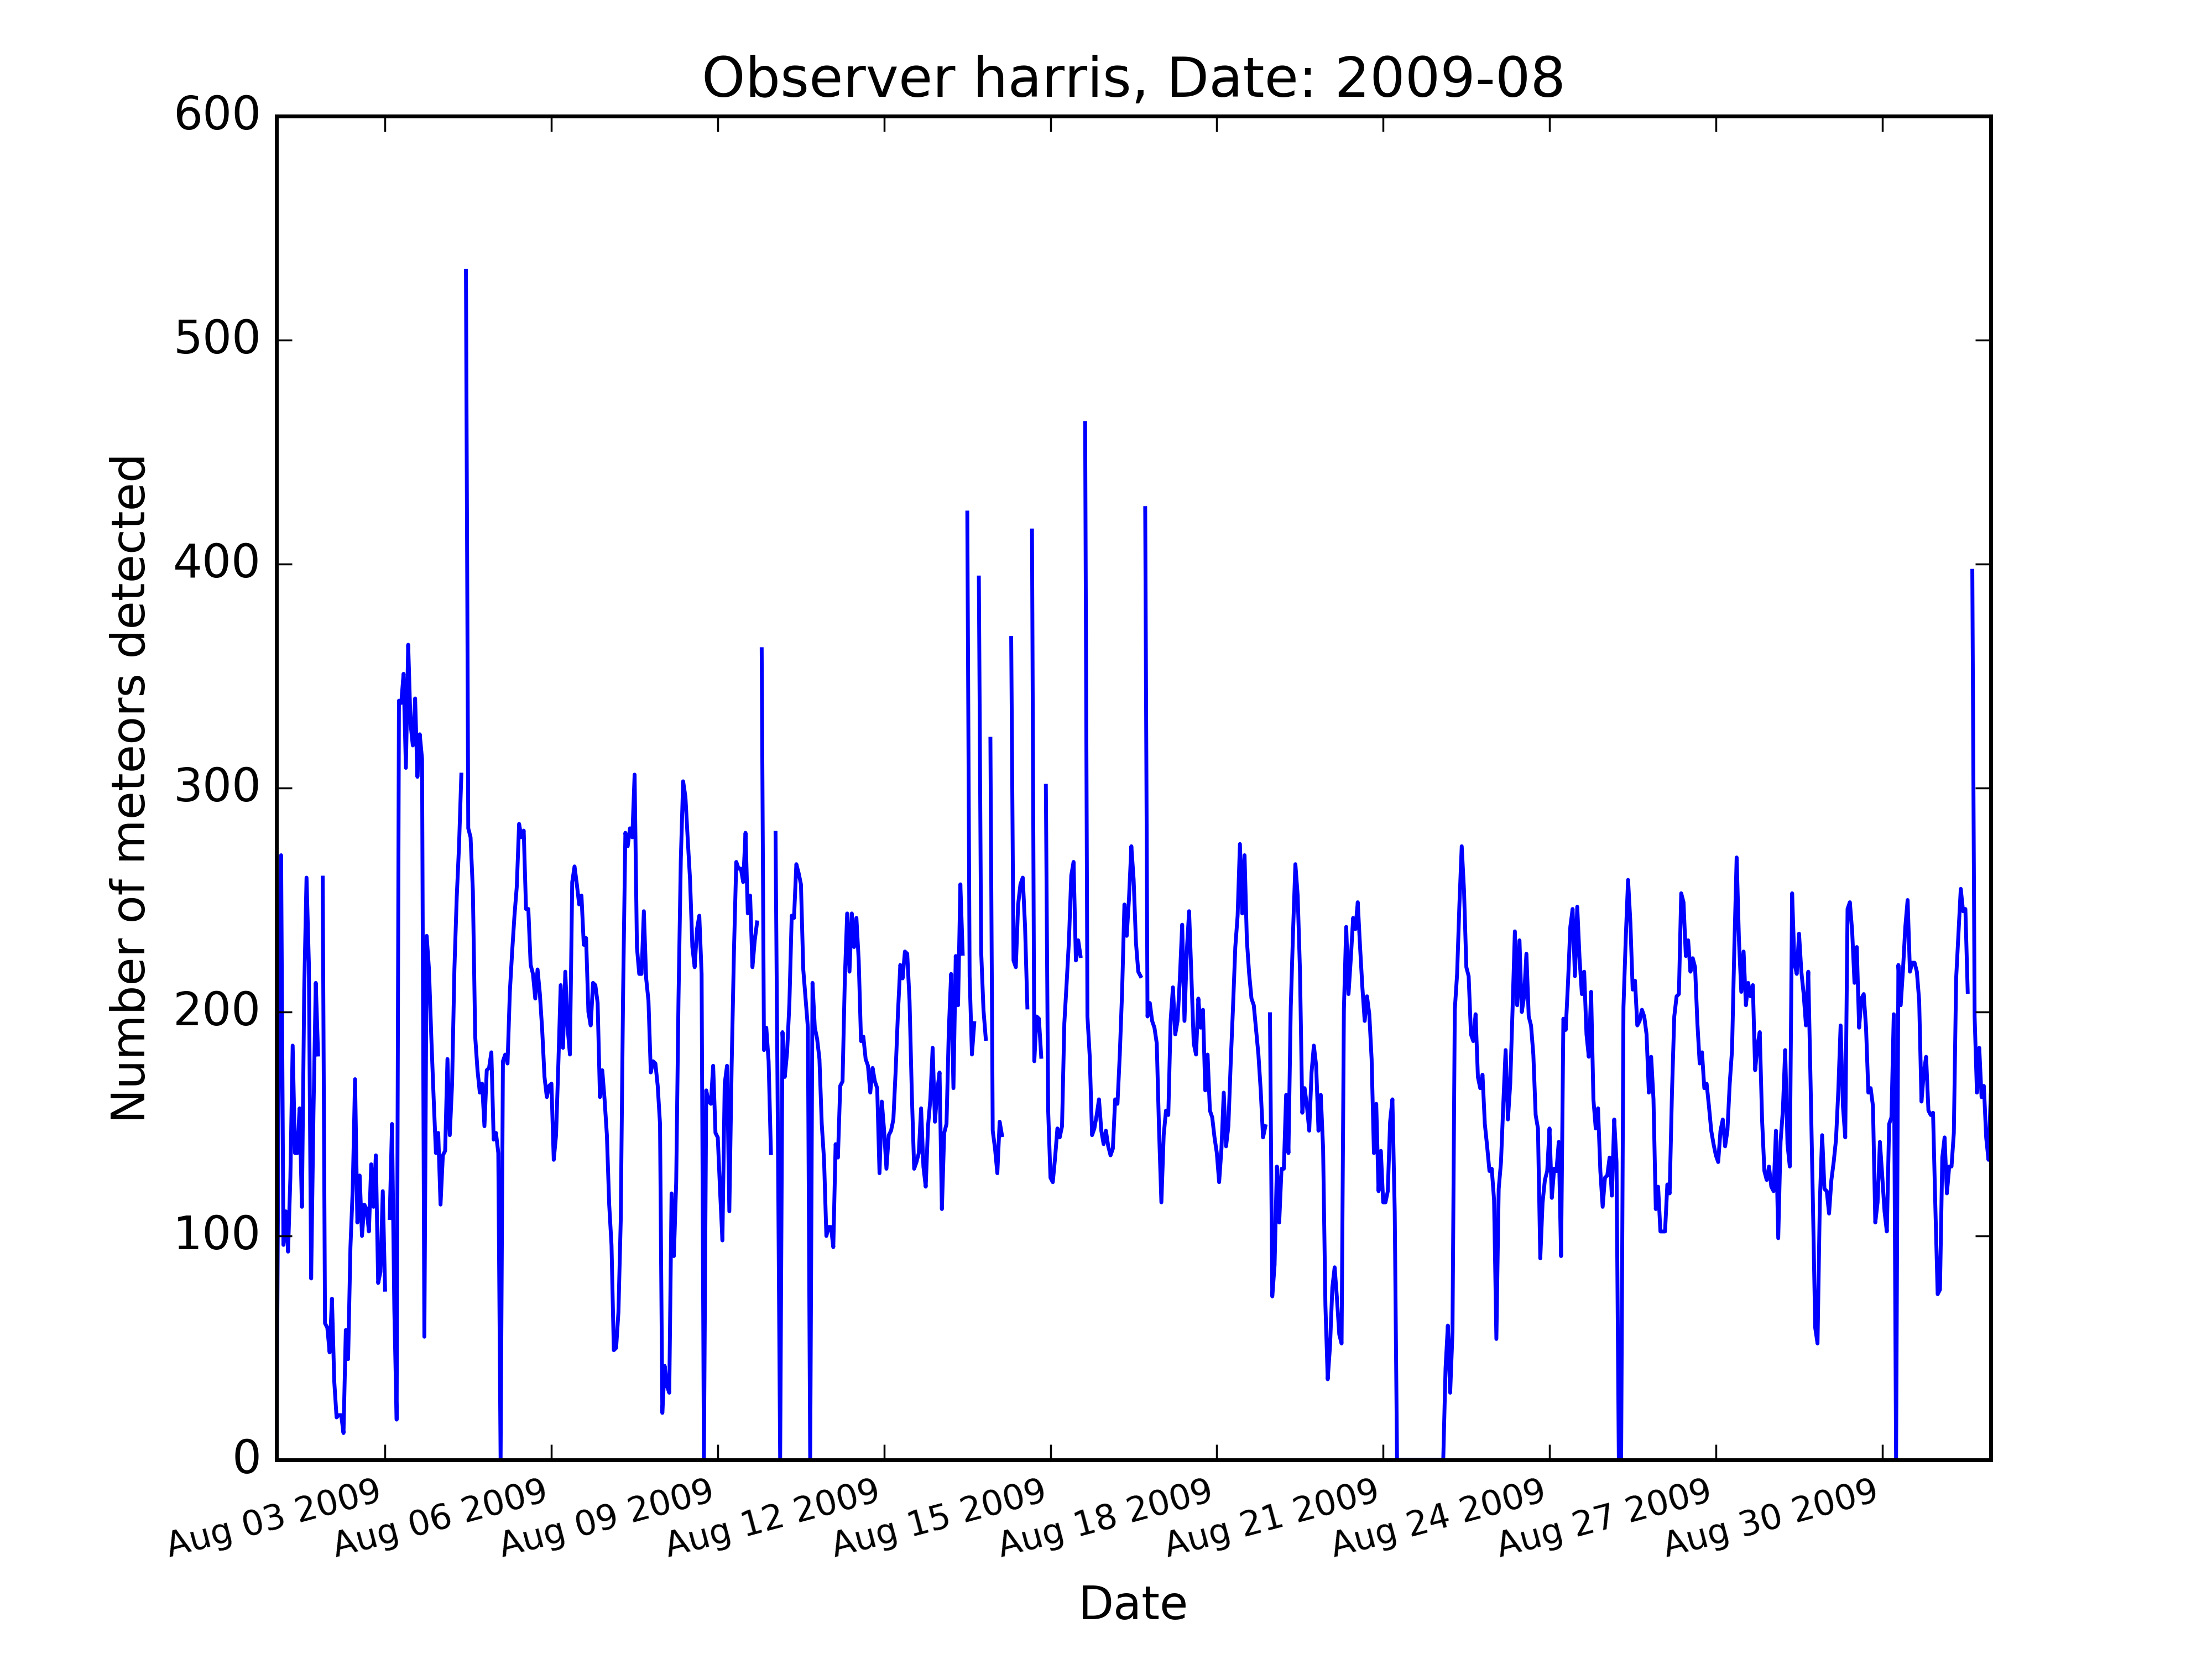 Observer harris, Date: 2009-08
Number of meteors detected
600
500
400
300
200
100
0
Aug 03 2009
Aug 06 2009
Aug 09 2009
Aug 12 2009
Aug 15 2009
Aug 18 2009
Aug 21 2009
Aug 24 2009
Aug 27 2009
Aug 30 2009
Date